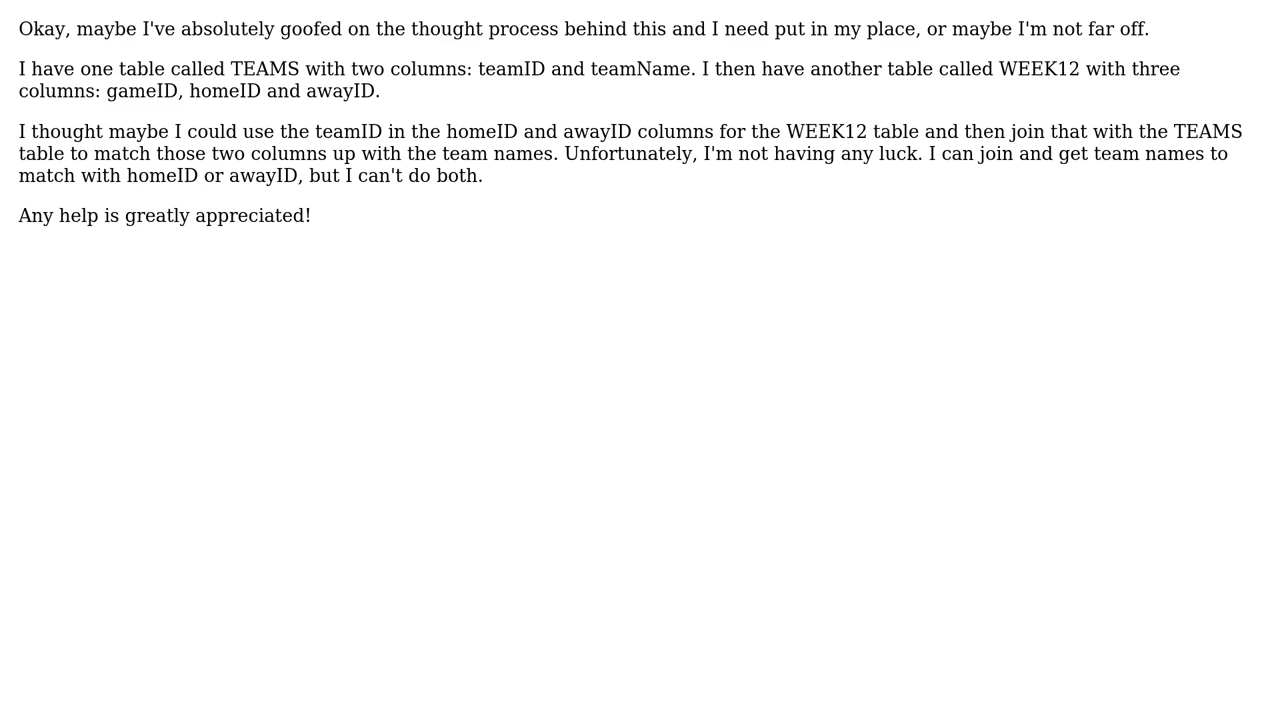 Okay, maybe I've absolutely goofed on the thought process behind this and I need put in my place, or maybe I'm not far off.
I have one table called TEAMS with two columns: teamID and teamName. I then have another table called WEEK12 with three
columns: gameID, homeID and awayID.
I thought maybe I could use the teamID in the homeID and awayID columns for the WEEK12 table and then join that with the TEAMS
table to match those two columns up with the team names. Unfortunately, I'm not having any luck. I can join and get team names to
match with homeID or awayID, but I can't do both.
Any help is greatly appreciated!